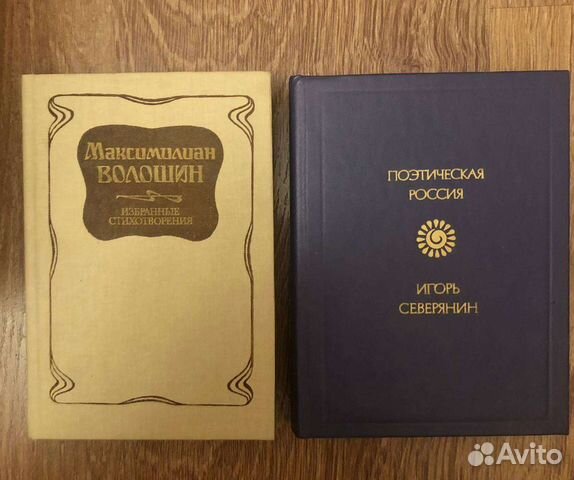 Максимилиан
ВОЛОШИН
ИЗБРАННЫЕ
СТИХОТВОРЕНИЯ
ПОЭТИЧЕСКАЯ
РОССИЯ
ИГОРЬ
СЕВЕРЯНИН
Avito